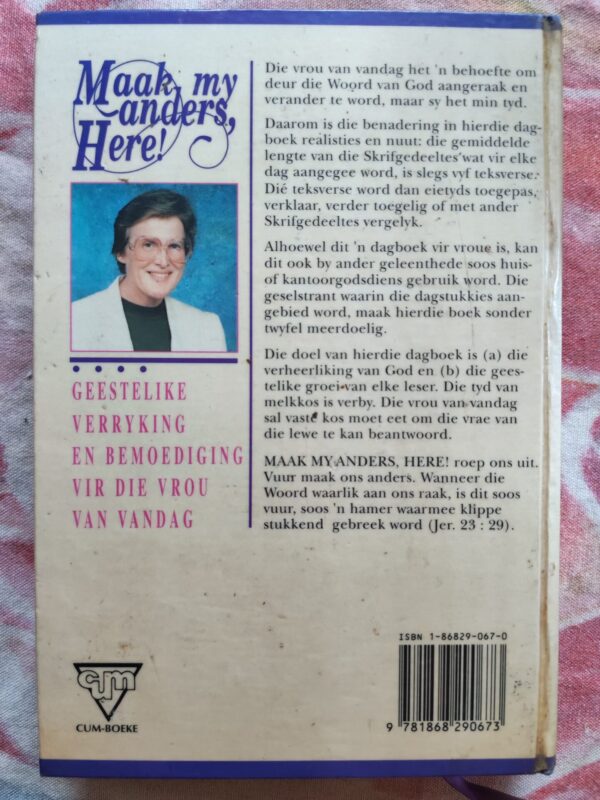 Maak my
anders,
Here!
GEESTELIKE
VERRYKING
EN BEMOEDIGING
VIR DIE VROU
VAN VANDAG
Die vrou van vandag het 'n behoefte om
deur die Woord van God aangeraak en
verander te word, maar sy het min tyd.
Daarom is die benadering in hierdie dag-
boek realisties en nuut: die gemiddelde
lengte van die Skrifgedeeltes wat vir elke
dag aangegee word, is slegs vyf teksverse.
Dié teksverse word dan eietyds toegepas,
verklaar, verder toegelig of met ander
Skrifgedeeltes vergelyk.
Alhoewel dit 'n dagboek vir vroue is, kan
dit ook by ander geleenthede soos huis-
of kantoorgodsdiens gebruik word. Die
geselstrant waarin die dagstukkies aan-
gebied word, maak hierdie boek sonder
twyfel meerdoelig.
Die doel van hierdie dagboek is (a) die
verheerliking van God en (b) die gees-
telike groei van elke leser. Die tyd van
melkkos is verby. Die vrou van vandag
sal vaste kos moet eet om die vrae van
die lewe te kan beantwoord.
MAAK MY ANDERS, HERE! roep ons uit.
Vuur maak ons anders. Wanneer die
Woord waarlik aan ons raak, is dit soos
vuur, soos 'n hamer waarmee klippe
stukkend gebreek word (Jer. 23 : 29).
cum
CUM-BOEKE
ISBN 1-86829-067-0
9 781868 290673